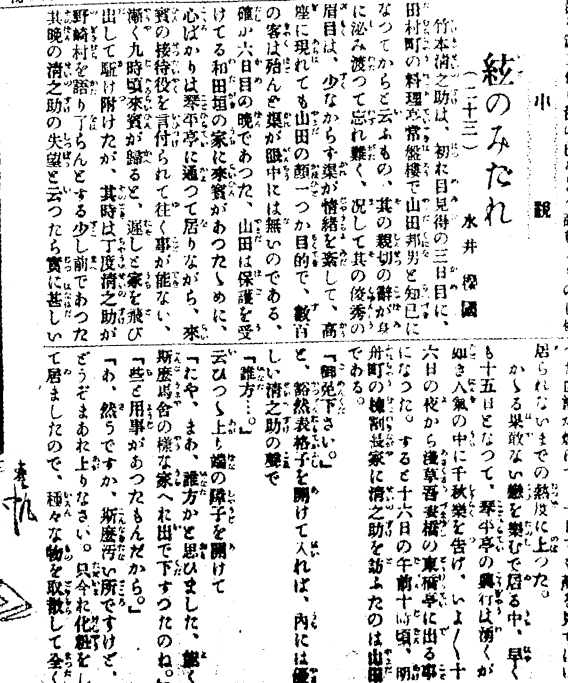 小説
絃のみだれ
(二十三) 水井
竹本清之助は、初お目見得の三日目に、
田村町の料理亭常盤樓で山田邦男と知己に
なつてからと云ふもの、其の親切の辭が身
に泌み渡つて忘れ難く、况して其の俊秀の
眉目は、少なからず渠が情緒を紊して、高
座に現れても山田の顏一つが目的で、數百
の客は殆んど渠が眼中には無いのである、
確か六日目の晩であつた、山田は保護を受
けてる和田垣の家に來賓があつたゝめに、
心ばかりは琴平亭に通つて居りながら、來
賓の接待役を言付られて往く事が能ない、
漸く九時頃來賓が歸ると、遲しと家を飛び
出して駈け附けたが、其時は丁度清之助が
野崎村を語り了らんとする少し前であつた
其晩の清之助の失望と云つたら實に甚しい
居られないまでの熱度に上つた。
かゝる果敢ない戀を樂むで居る中、早く
も十五日となつて、琴平亭の興行は湧くが
如き人氣の中に千秋樂を告げ、いよ〱十
六日の夜から淺草吾妻橋の東橋亭に出る事
になつた。すると十六日の午前十時頃、明
舟町の棟割長家に清之助を訪ふたのは山田
である。
「御免下さい。」
と、豁然表格子を開けて入れば、内には優
しい清之助の聲で
「誰方…。」
云ひつゝ上り端の障子を開けて
「たや、まあ、誰方かと思ひました、能く
斯麽馬舎の樣な家へれ出で下すつたのね。」
「些と用事があつたもんだから。」
「あ、然うですか、斯麽汚い所ですけど、
どうぞまあれ上りなさい。只今れ化粧をし
て居ましたので、種々な物を取散して全く